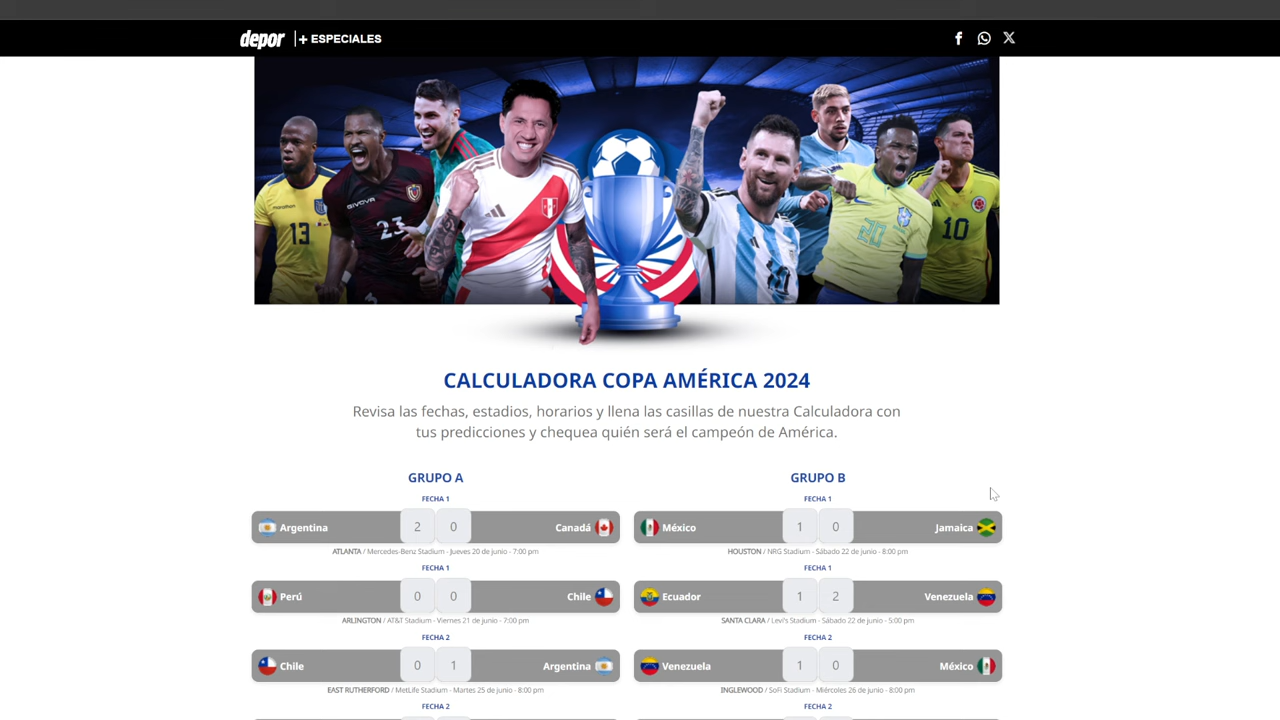 depor
+ ESPECIALES
13
GIVOVA
23
10
20
10
CALCULADORA COPA AMÉRICA 2024
Revisa las fechas, estadios, horarios y llena las casillas de nuestra Calculadora con
tus predicciones y chequea quién será el campeón de América.
GRUPO A
FECHA 1
Argentina 2 0 Canadá
ATLANTA / Mercedes-Benz Stadium - Jueves 20 de junio - 7:00 pm
FECHA 1
Perú 0 0 Chile
ARLINGTON / AT&T Stadium - Viernes 21 de junio - 7:00 pm
FECHA 2
Chile 0 1 Argentina
EAST RUTHERFORD / MetLife Stadium - Martes 25 de junio - 8:00 pm
FECHA 2
GRUPO B
FECHA 1
México 1 0 Jamaica
HOUSTON / NRG Stadium - Sábado 22 de junio - 8:00 pm
FECHA 1
Ecuador 1 2 Venezuela
SANTA CLARA / Levi's Stadium - Sábado 22 de junio - 5:00 pm
FECHA 2
Venezuela 1 0 México
INGLEWOOD / SoFi Stadium - Miércoles 26 de junio - 8:00 pm
FECHA 2